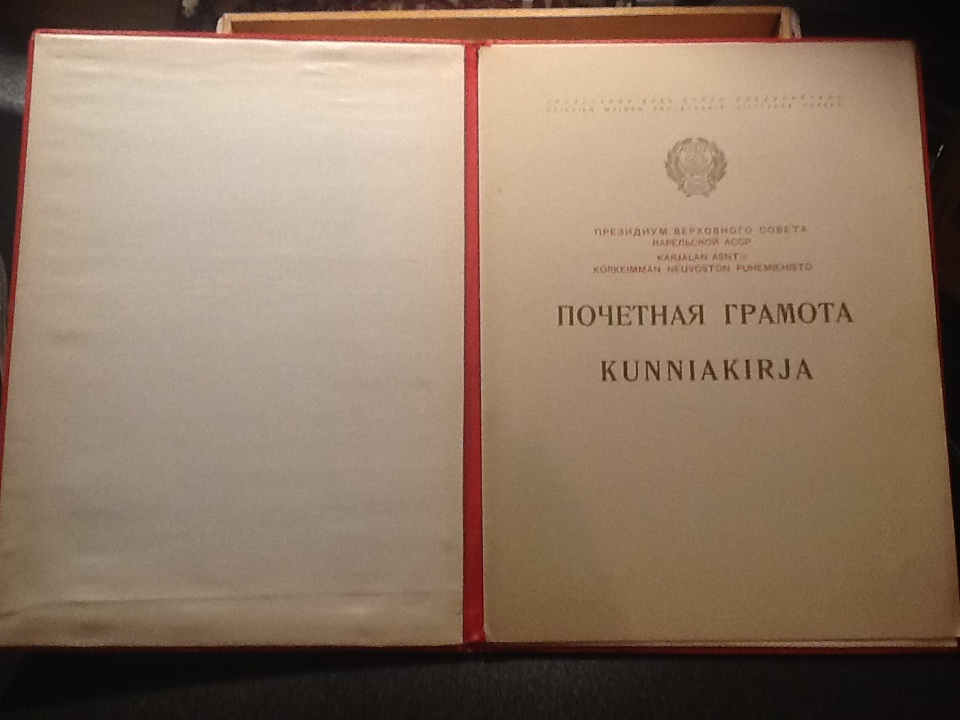 ПРЕЗИДИУМ ВЕРХОВНОГО СОВЕТА
КАРЕЛЬСКОЙ АССР
KARJALAN ASNT:n
KORKEIMMAN NEUVOSTON PUHEMIEHISTÖ
ПОЧЕТНАЯ ГРАМОТА
KUNNIAKIRJA